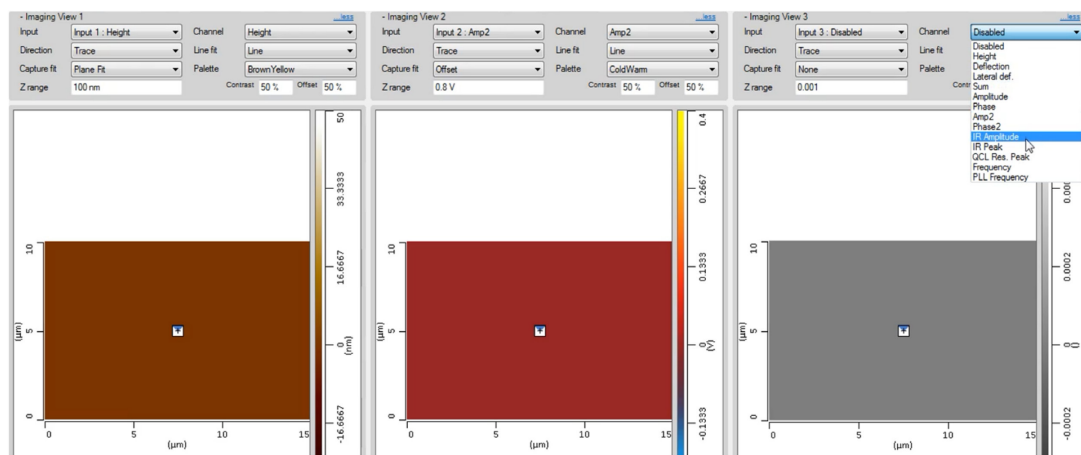 - Imaging View 1
...less
Input Input 1 : Height Channel Height
Direction Trace Line fit Line
Capture fit Plane Fit Palette BrownYellow
Z range 100 nm Contrast 50 % Offset 50 %
50
33.3333
16.6667
0
(nm)
-16.6667
10
5
(µm)
0
0 5 10 15
(µm)
- Imaging View 2
...less
Input Input 2 : Amp2 Channel Amp2
Direction Trace Line fit Line
Capture fit Offset Palette ColdWarm
Z range 0.8 V Contrast 50 % Offset 50 %
0.4
0.2667
0.1333
0
(V)
-0.1333
10
5
(µm)
0
0 5 10 15
(µm)
- Imaging View 3
...less
Input Input 3 : Disabled Channel Disabled
Direction Trace Line fit
Capture fit None Palette
Z range 0.001
Disabled
Height
Deflection
Lateral def.
Sum
Amplitude
Phase
Amp2
Phase2
IR Amplitude
IR Peak
QCL Res. Peak
Frequency
PLL Frequency
0.0002
0
()
-0.0002
10
5
(µm)
0
0 5 10 15
(µm)